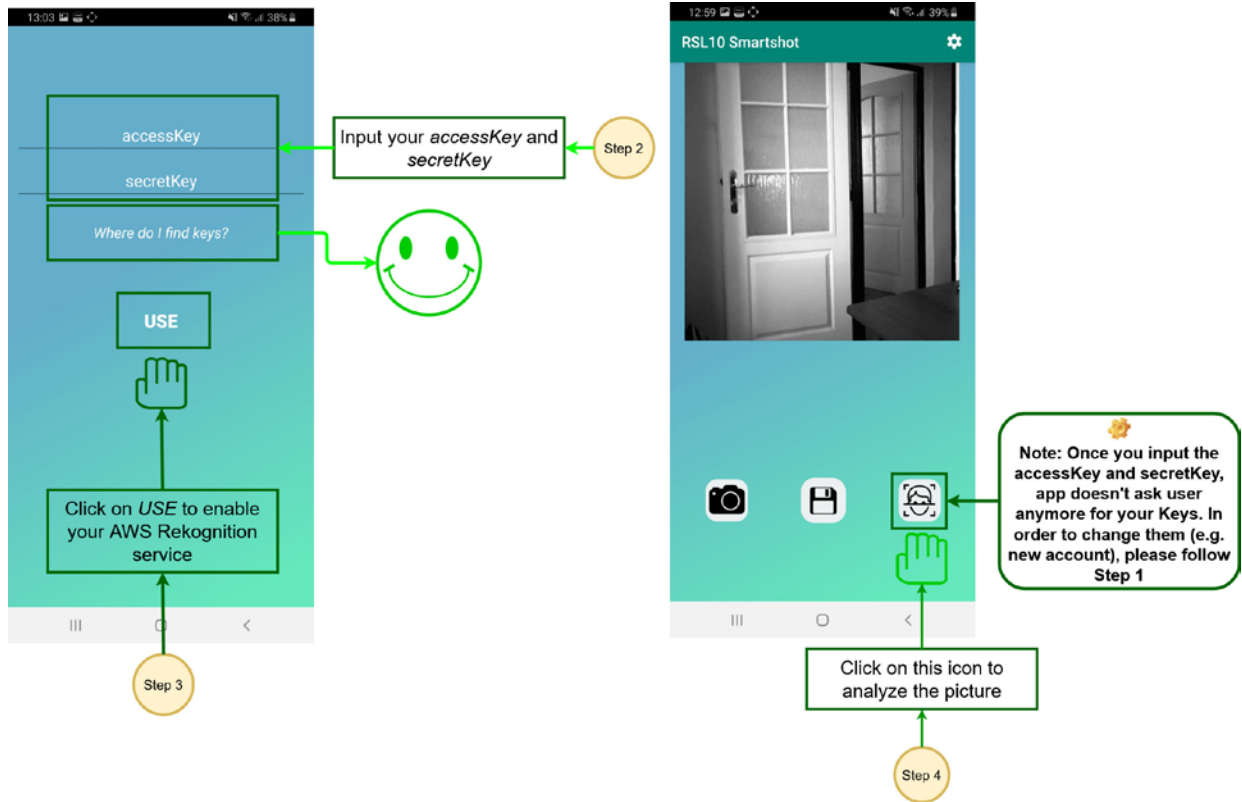 13:03
38%
accessKey
secretKey
Where do I find keys?
USE
Click on USE to enable
your AWS Rekognition
service
Step 3
Input your accessKey and
secretKey
Step 2
12:59
39%
RSL10 Smartshot
Note: Once you input the
accessKey and secretKey,
app doesn't ask user
anymore for your Keys. In
order to change them (e.g.
new account), please follow
Step 1
Click on this icon to
analyze the picture
Step 4